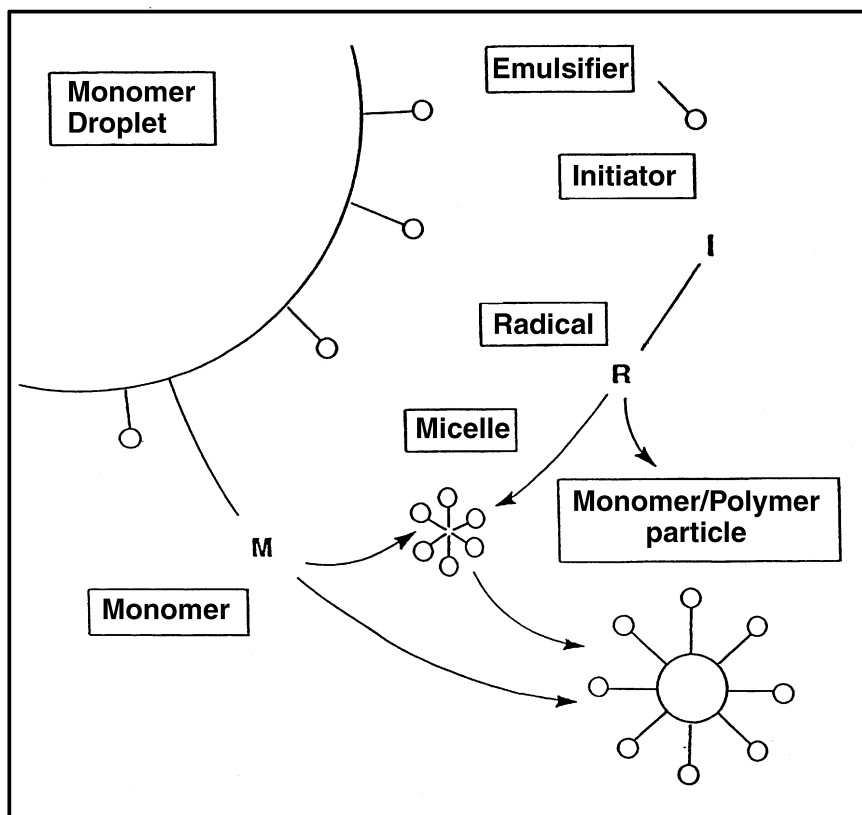 Monomer
Droplet
Emulsifier
Initiator
I
Radical
R
Micelle
Monomer/Polymer
particle
M
Monomer